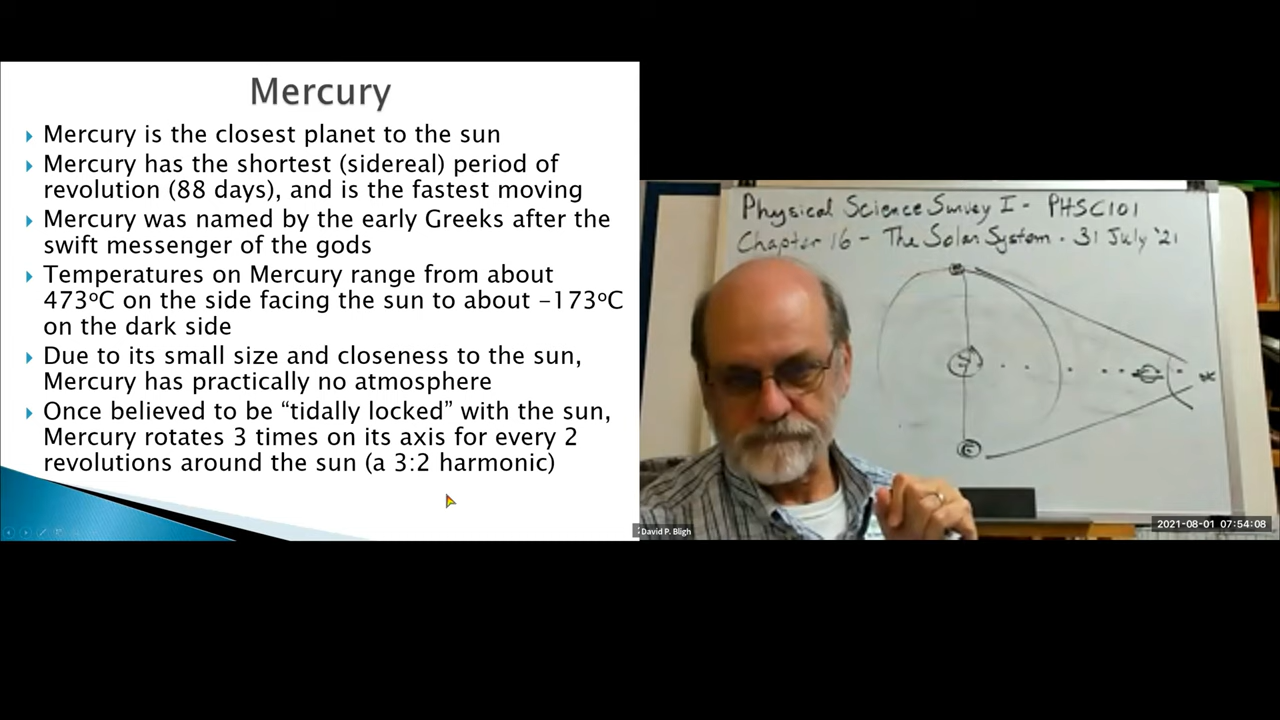 Mercury
Mercury is the closest planet to the sun
Mercury has the shortest (sidereal) period of
revolution (88 days), and is the fastest moving
Mercury was named by the early Greeks after the
swift messenger of the gods
Temperatures on Mercury range from about
473°C on the side facing the sun to about −173°C
on the dark side
Due to its small size and closeness to the sun,
Mercury has practically no atmosphere
Once believed to be “tidally locked” with the sun,
Mercury rotates 3 times on its axis for every 2
revolutions around the sun (a 3:2 harmonic)
Physical Science Survey I - PHSC101
Chapter 16 - The Solar System - 31 July '21
E
David P. Bligh
2021-08-01 07:54:08